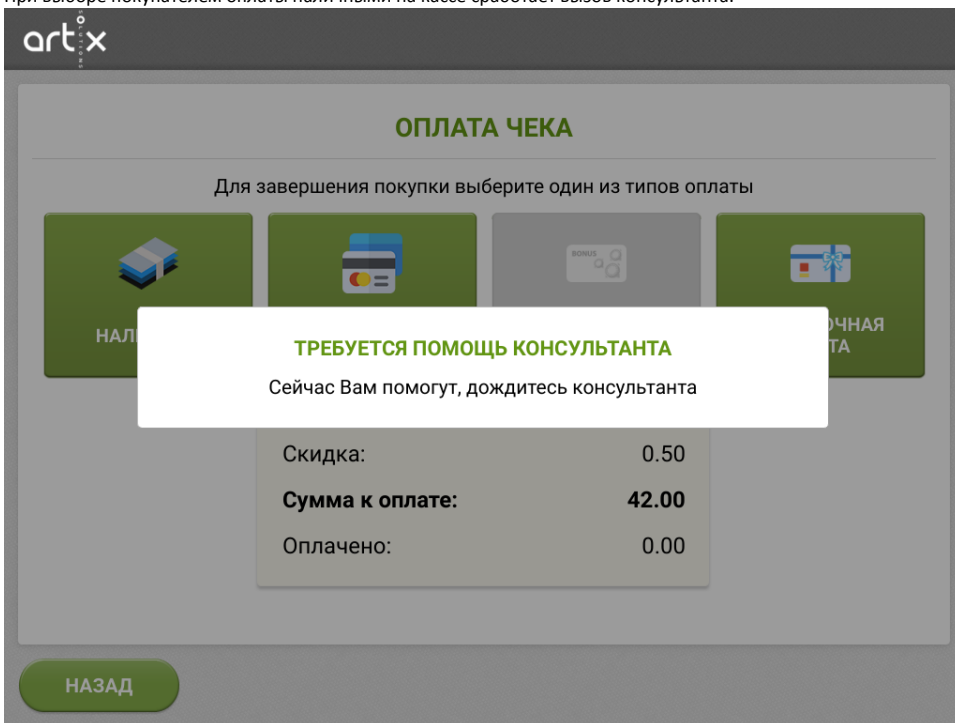 При выборе покупателем оплаты наличными на кассе сработает вызов консультанта.
artix
SOLUTIONS
ОПЛАТА ЧЕКА
Для завершения покупки выберите один из типов оплаты
BONUS
ТРЕБУЕТСЯ ПОМОЩЬ КОНСУЛЬТАНТА
Сейчас Вам помогут, дождитесь консультанта
Скидка: 0.50
Сумма к оплате: 42.00
Оплачено: 0.00
НАЗАД